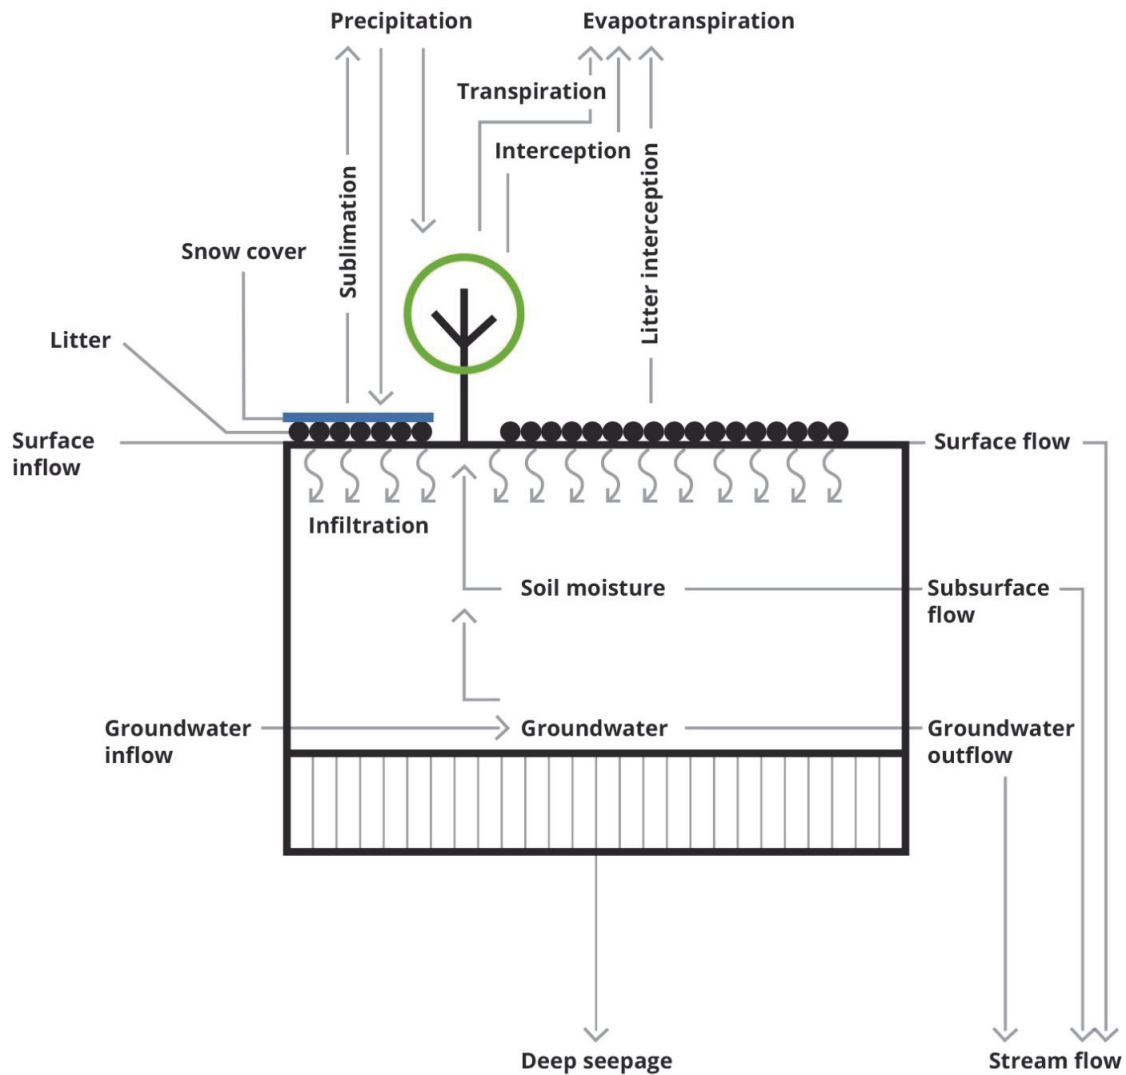 Precipitation
Evapotranspiration
Transpiration
Interception
Sublimation
Litter interception
Snow cover
Litter
Surface
inflow
Surface flow
Infiltration
Soil moisture
Subsurface
flow
Groundwater
inflow
Groundwater
Groundwater
outflow
Deep seepage
Stream flow